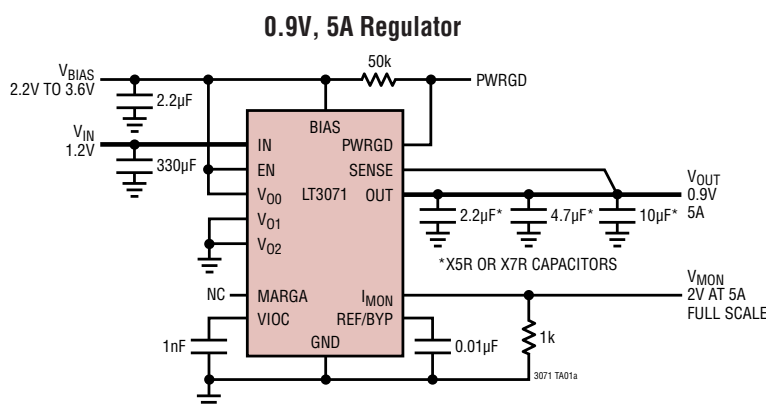 0.9V, 5A Regulator
50k
PWRGD
VBIAS
2.2V TO 3.6V
2.2µF
BIAS
VIN
1.2V
IN
PWRGD
330µF
EN
SENSE
VOUT
0.9V
5A
VO0
LT3071
OUT
VO1
2.2µF*
4.7µF*
10µF*
VO2
*X5R OR X7R CAPACITORS
VMON
2V AT 5A
FULL SCALE
NC
MARGA
IMON
VIOC
REF/BYP
1nF
GND
0.01µF
1k
3071 TA01a